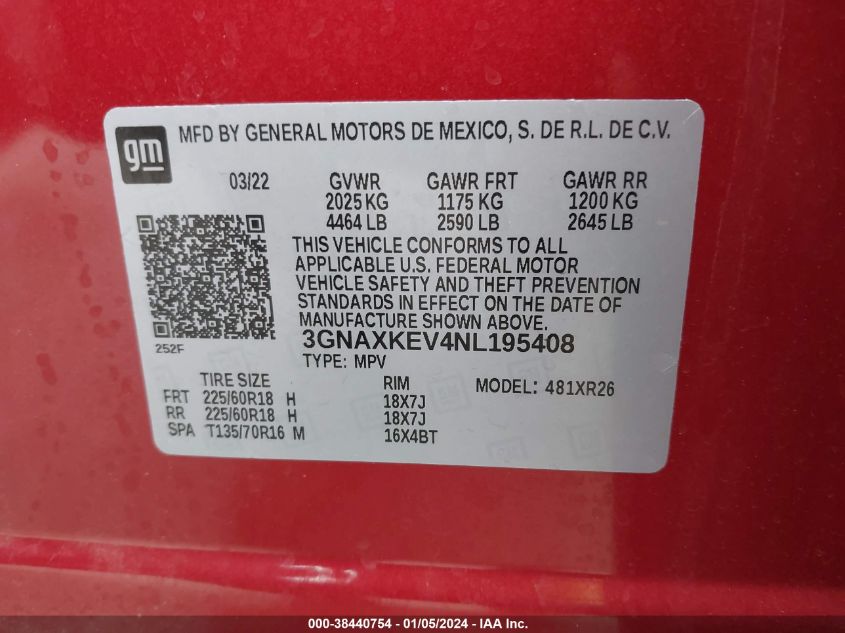 gm
MFD BY GENERAL MOTORS DE MEXICO, S. DE R.L. DE C.V.
03/22 GVWR GAWR FRT GAWR RR
2025 KG 1175 KG 1200 KG
4464 LB 2590 LB 2645 LB
THIS VEHICLE CONFORMS TO ALL
APPLICABLE U.S. FEDERAL MOTOR
VEHICLE SAFETY AND THEFT PREVENTION
STANDARDS IN EFFECT ON THE DATE OF
MANUFACTURE SHOWN ABOVE.
252F
3GNAXKEV4NL195408
TYPE: MPV
TIRE SIZE RIM MODEL: 481XR26
FRT 225/60R18 H 18X7J
RR 225/60R18 H 18X7J
SPA T135/70R16 M 16X4BT
000-38440754 - 01/05/2024 - IAA Inc.